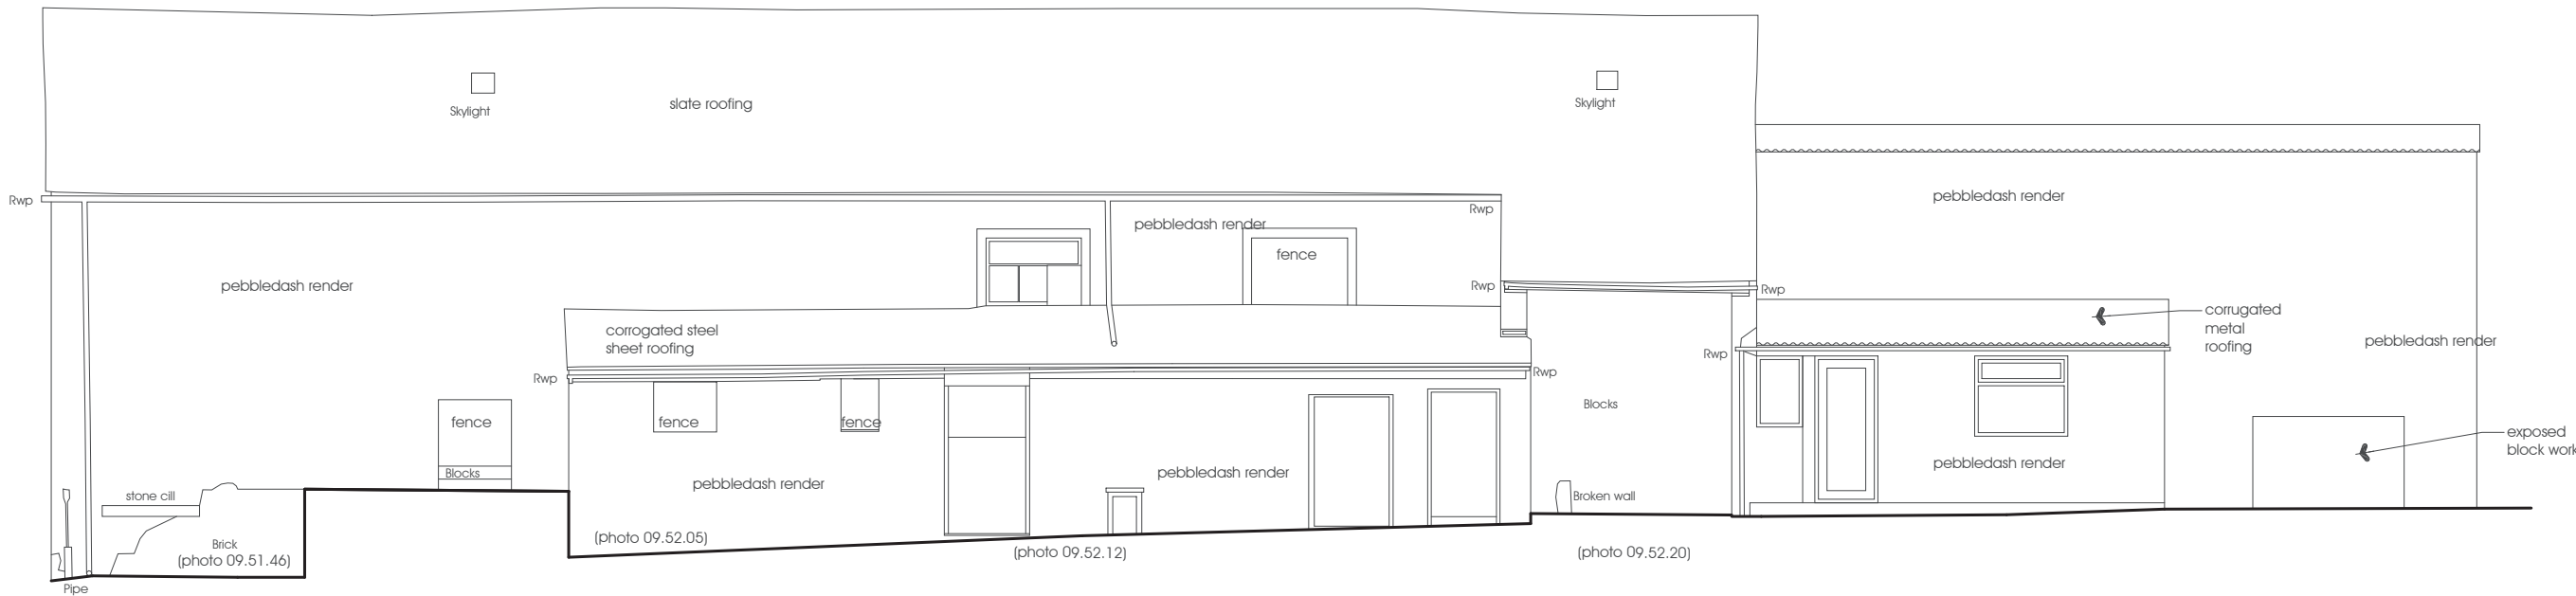 Skylight
slate roofing
Skylight
Rwp
pebbledash render
Rwp
pebbledash render
fence
pebbledash render
Rwp
Rwp
corrugated
metal
roofing
corrogated steel
sheet roofing
pebbledash render
Rwp
Rwp
Rwp
Blocks
fence
fence
fence
exposed
block work
Blocks
pebbledash render
pebbledash render
pebbledash render
stone cill
Broken wall
Brick
(photo 09.51.46)
(photo 09.52.05)
(photo 09.52.12)
(photo 09.52.20)
Pipe